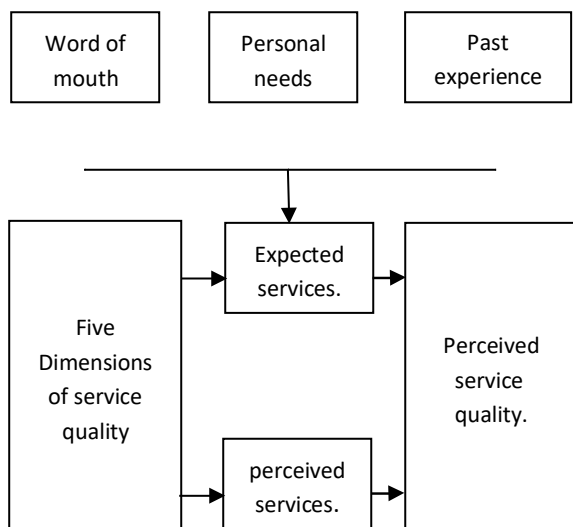 Word of
mouth
Personal
needs
Past
experience
Expected
services.
Five
Dimensions
of service
quality
Perceived
service
quality.
perceived
services.